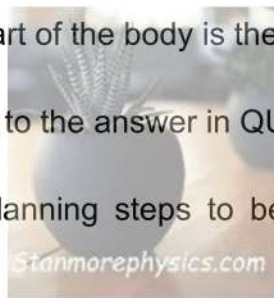 art of the body is the
to the answer in QU
lanning steps to be
Stanmorephysics.com